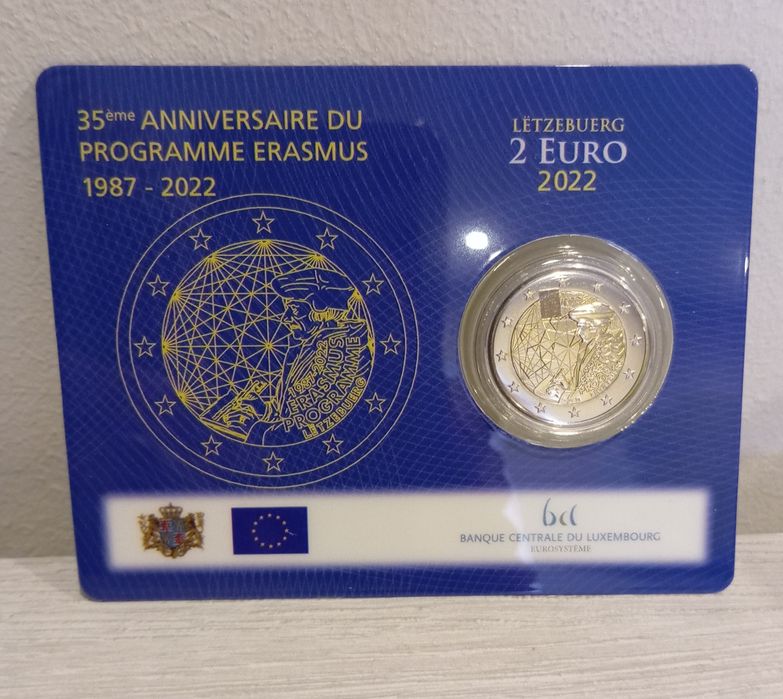 35ème ANNIVERSAIRE DU
PROGRAMME ERASMUS
1987 - 2022
LËTZEBUERG
2 EURO
2022
1987-2022
ERASMUS
PROGRAMME
LËTZEBUERG
bcl
BANQUE CENTRALE DU LUXEMBOURG
EUROSYSTÈME